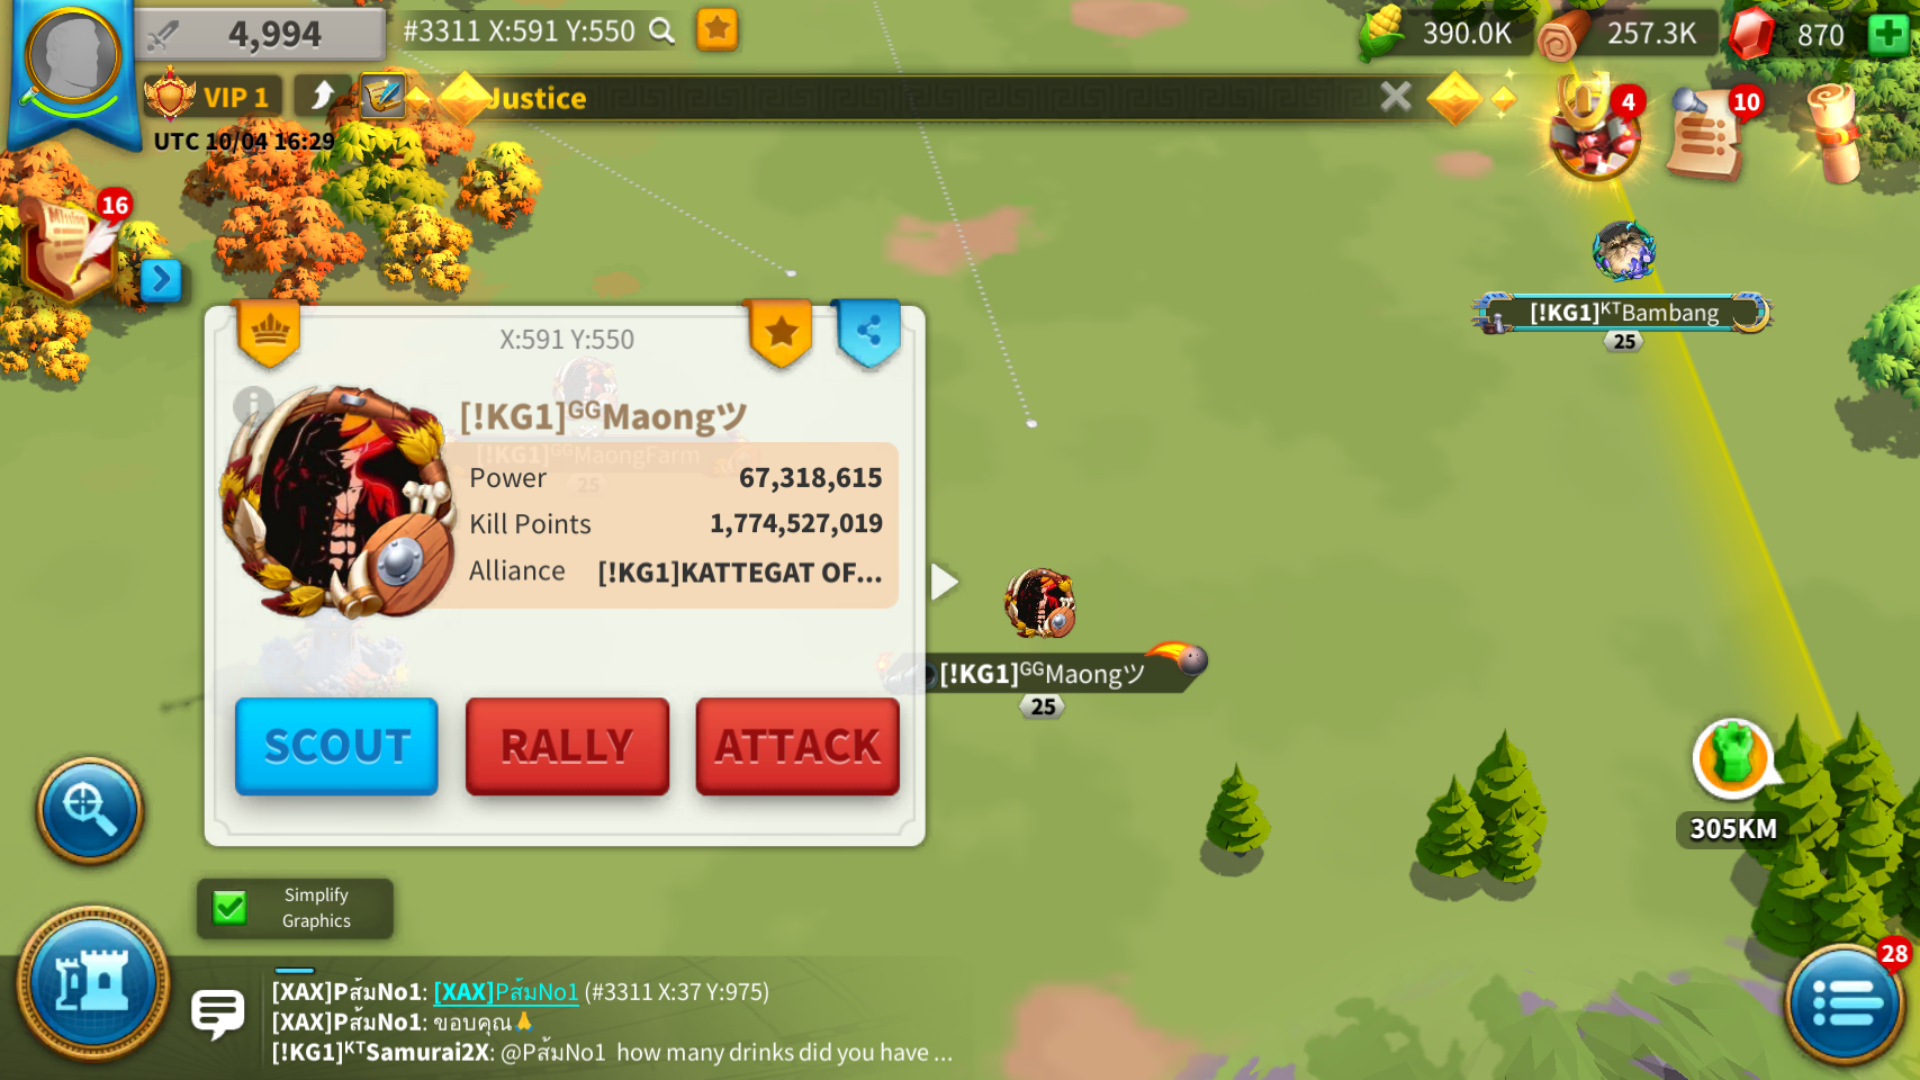 4,994
#3311 X:591 Y:550
390.0K
257.3K
870
VIP 1
Justice
UTC 10/04 16:29
4
10
Mission
16
[!KG1]ᴷᵀBambang
25
X:591 Y:550
[!KG1]ᴳᴳMaongツ
[!KG1]ᴳᴳMaongFarm
25
Power 67,318,615
Kill Points 1,774,527,019
Alliance [!KG1]KATTEGAT OF...
[!KG1]ᴳᴳMaongツ
25
SCOUT RALLY ATTACK
305KM
Simplify
Graphics
28
[XAX]Pส้มNo1: [XAX]Pส้มNo1 (#3311 X:37 Y:975)
[XAX]Pส้มNo1: ขอบคุณ🙏
[!KG1]ᴷᵀSamurai2X: @Pส้มNo1 how many drinks did you have ...